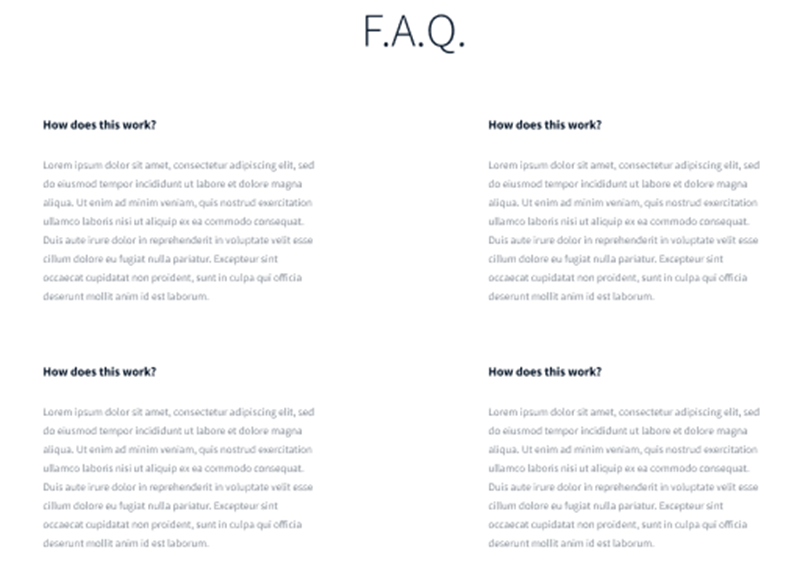 F.A.Q.
How does this work?
Lorem ipsum dolor sit amet, consectetur adipiscing elit, sed
do eiusmod tempor incididunt ut labore et dolore magna
aliqua. Ut enim ad minim veniam, quis nostrud exercitation
ullamco laboris nisi ut aliquip ex ea commodo consequat.
Duis aute irure dolor in reprehenderit in voluptate velit esse
cillum dolore eu fugiat nulla pariatur. Excepteur sint
occaecat cupidatat non proident, sunt in culpa qui officia
deserunt mollit anim id est laborum.
How does this work?
Lorem ipsum dolor sit amet, consectetur adipiscing elit, sed
do eiusmod tempor incididunt ut labore et dolore magna
aliqua. Ut enim ad minim veniam, quis nostrud exercitation
ullamco laboris nisi ut aliquip ex ea commodo consequat.
Duis aute irure dolor in reprehenderit in voluptate velit esse
cillum dolore eu fugiat nulla pariatur. Excepteur sint
occaecat cupidatat non proident, sunt in culpa qui officia
deserunt mollit anim id est laborum.
How does this work?
Lorem ipsum dolor sit amet, consectetur adipiscing elit, sed
do eiusmod tempor incididunt ut labore et dolore magna
aliqua. Ut enim ad minim veniam, quis nostrud exercitation
ullamco laboris nisi ut aliquip ex ea commodo consequat.
Duis aute irure dolor in reprehenderit in voluptate velit esse
cillum dolore eu fugiat nulla pariatur. Excepteur sint
occaecat cupidatat non proident, sunt in culpa qui officia
deserunt mollit anim id est laborum.
How does this work?
Lorem ipsum dolor sit amet, consectetur adipiscing elit, sed
do eiusmod tempor incididunt ut labore et dolore magna
aliqua. Ut enim ad minim veniam, quis nostrud exercitation
ullamco laboris nisi ut aliquip ex ea commodo consequat.
Duis aute irure dolor in reprehenderit in voluptate velit esse
cillum dolore eu fugiat nulla pariatur. Excepteur sint
occaecat cupidatat non proident, sunt in culpa qui officia
deserunt mollit anim id est laborum.